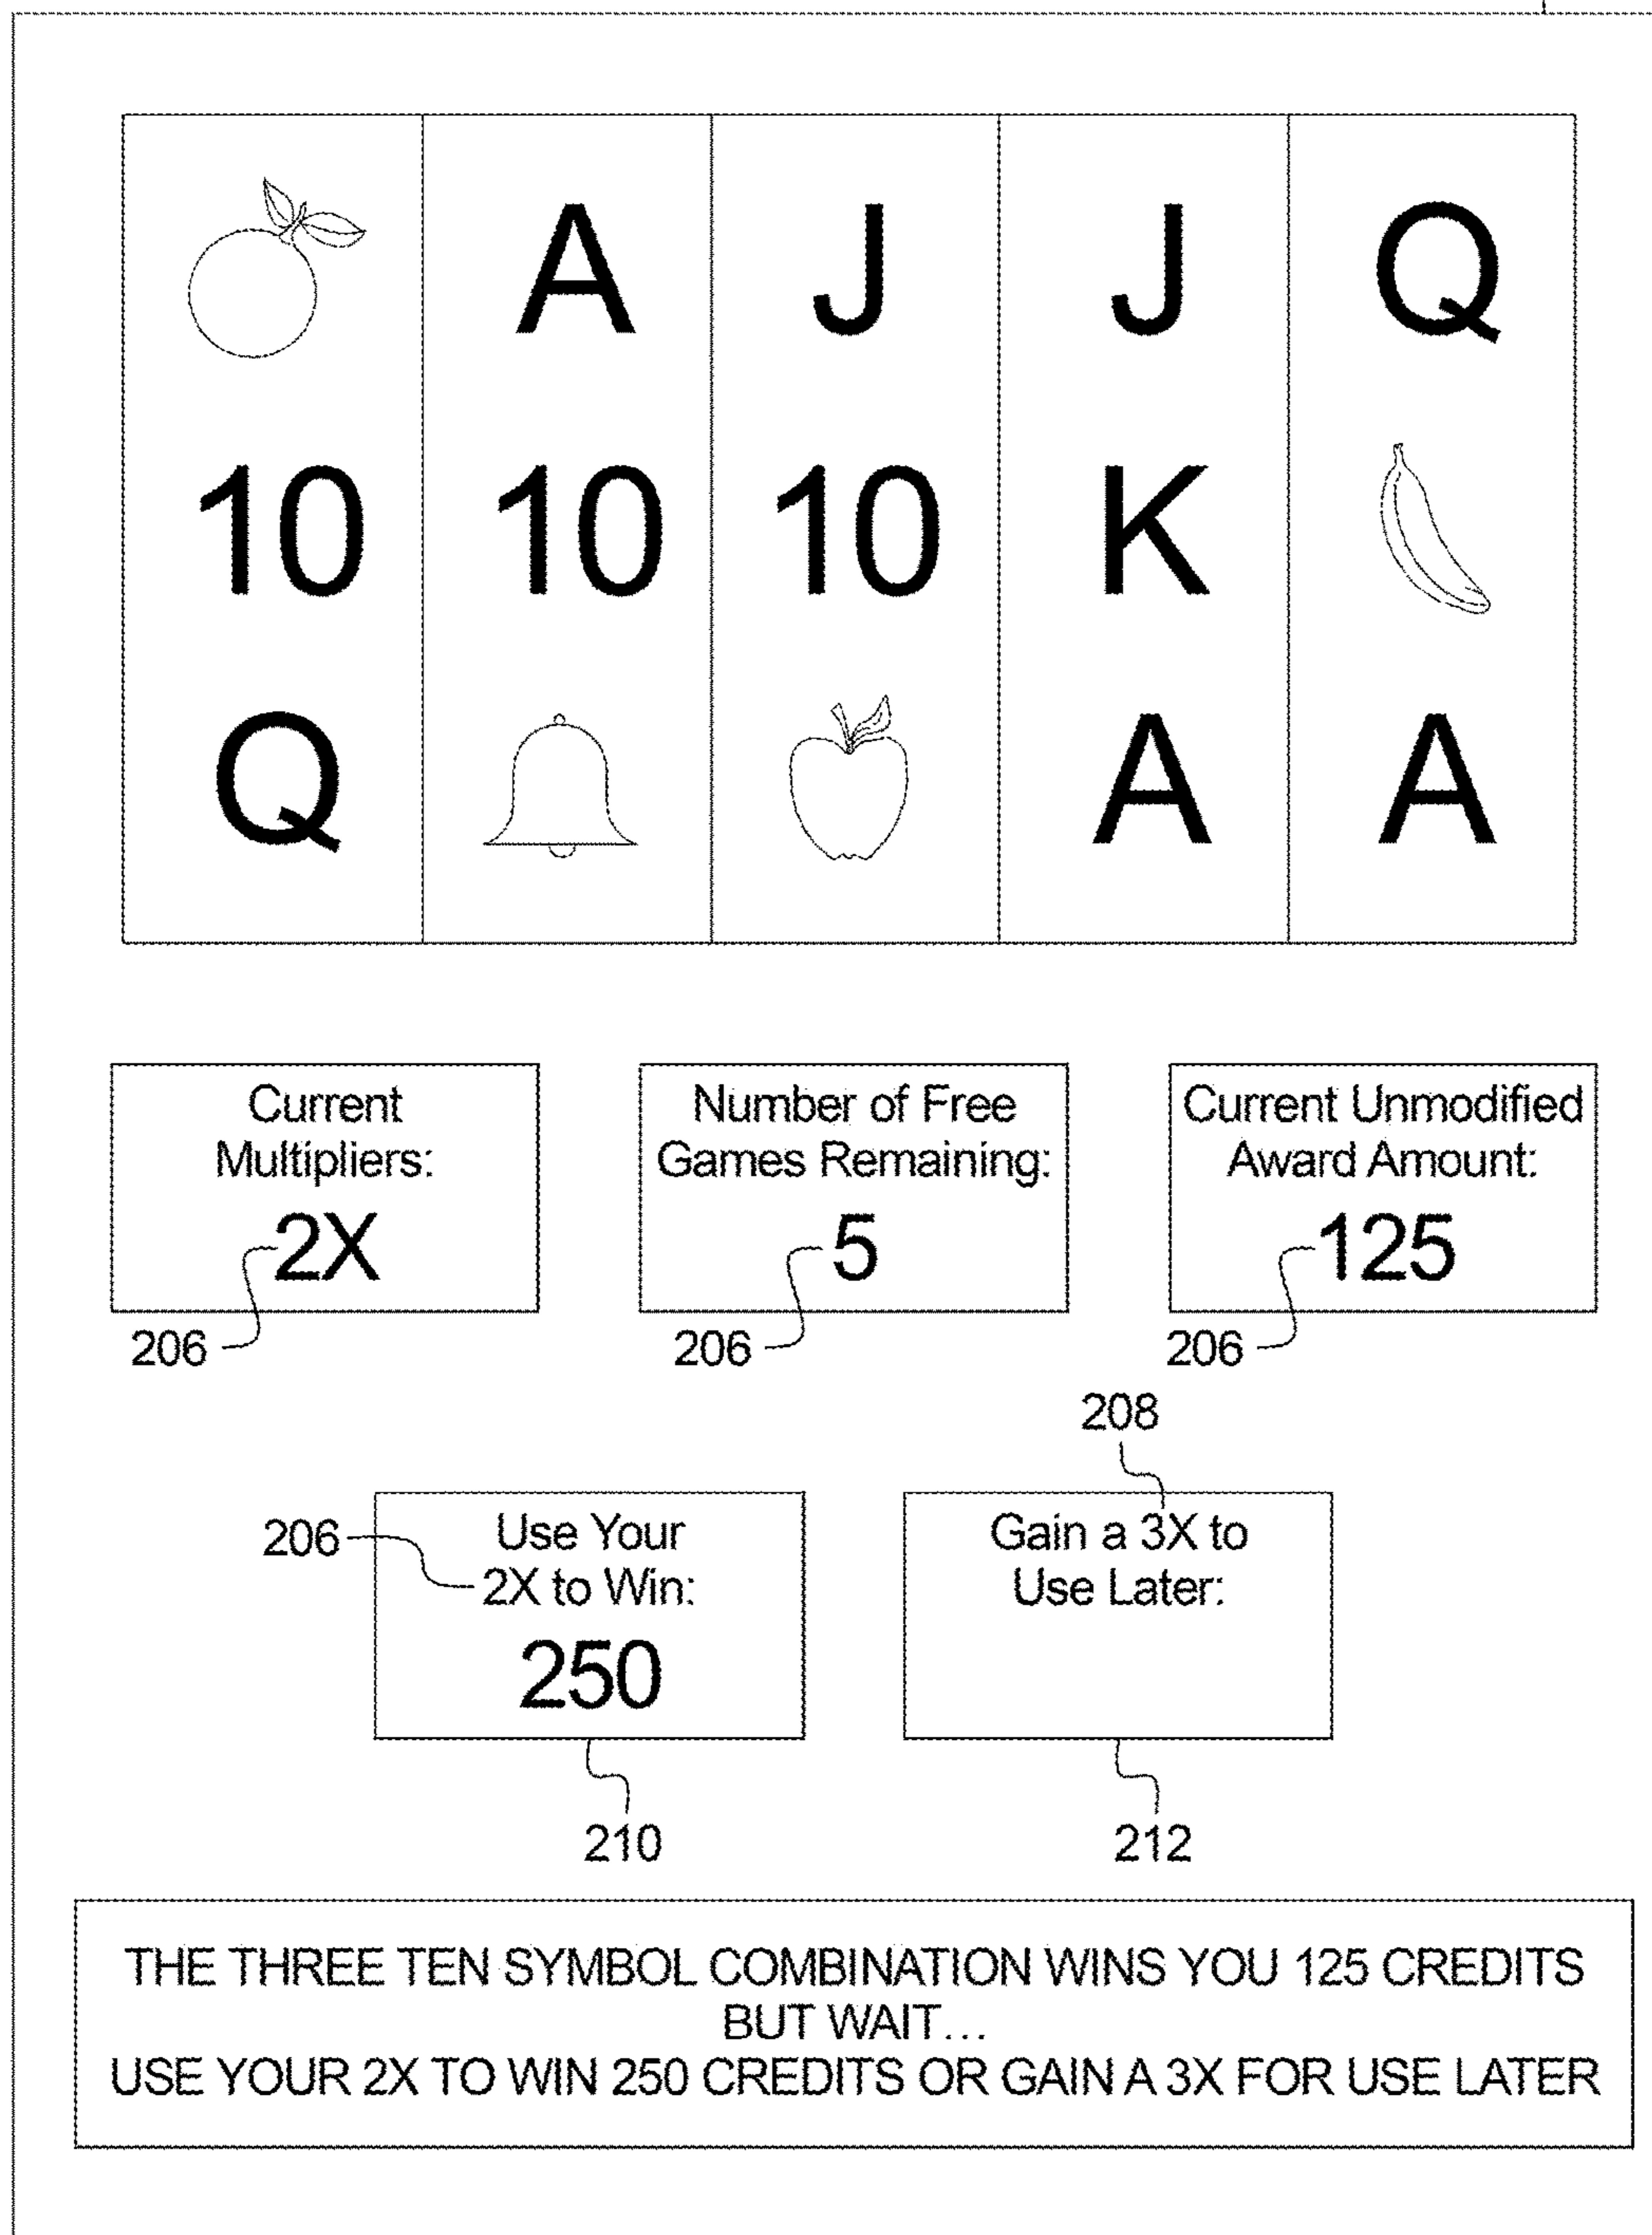 A J J Q
10 10 10 K
Q A A
Current Number of Free Current Unmodified
Multipliers: Games Remaining: Award Amount:
2X 5 125
206 206 206
208
206 Use Your Gain a 3X to
2X to Win: Use Later:
250
210 212
THE THREE TEN SYMBOL COMBINATION WINS YOU 125 CREDITS
BUT WAIT...
USE YOUR 2X TO WIN 250 CREDITS OR GAIN A 3X FOR USE LATER